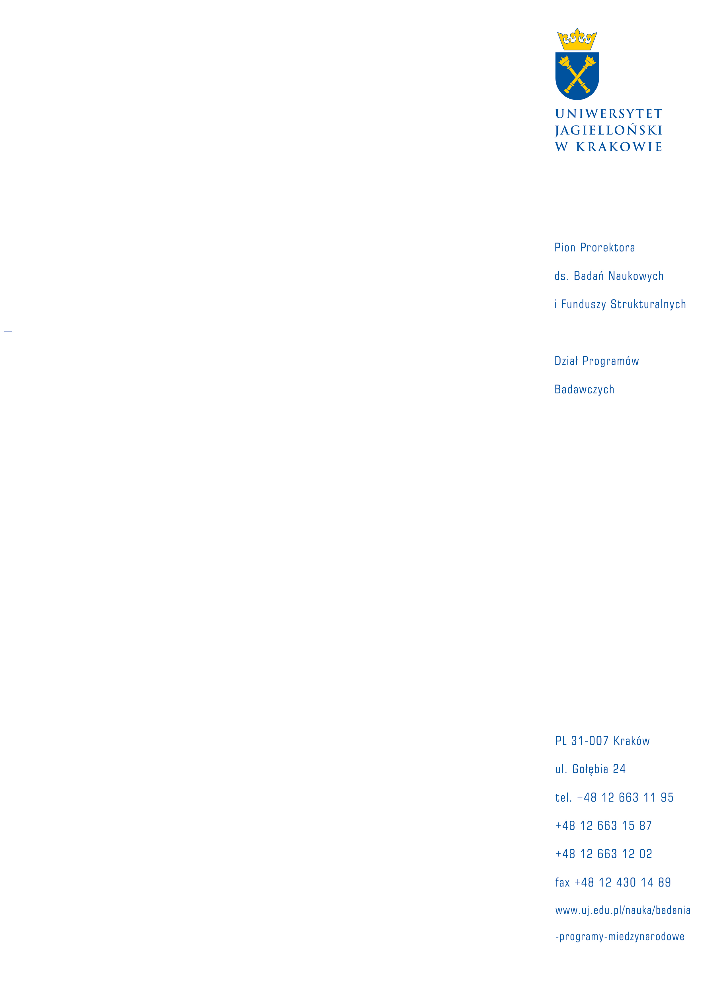 UNIWERSYTET
JAGIELLOŃSKI
W KRAKOWIE
Pion Prorektora
ds. Badań Naukowych
i Funduszy Strukturalnych
Dział Programów
Badawczych
PL 31-007 Kraków
ul. Gołębia 24
tel. +48 12 663 11 95
+48 12 663 15 87
+48 12 663 12 02
fax +48 12 430 14 89
www.uj.edu.pl/nauka/badania
-programy-miedzynarodowe